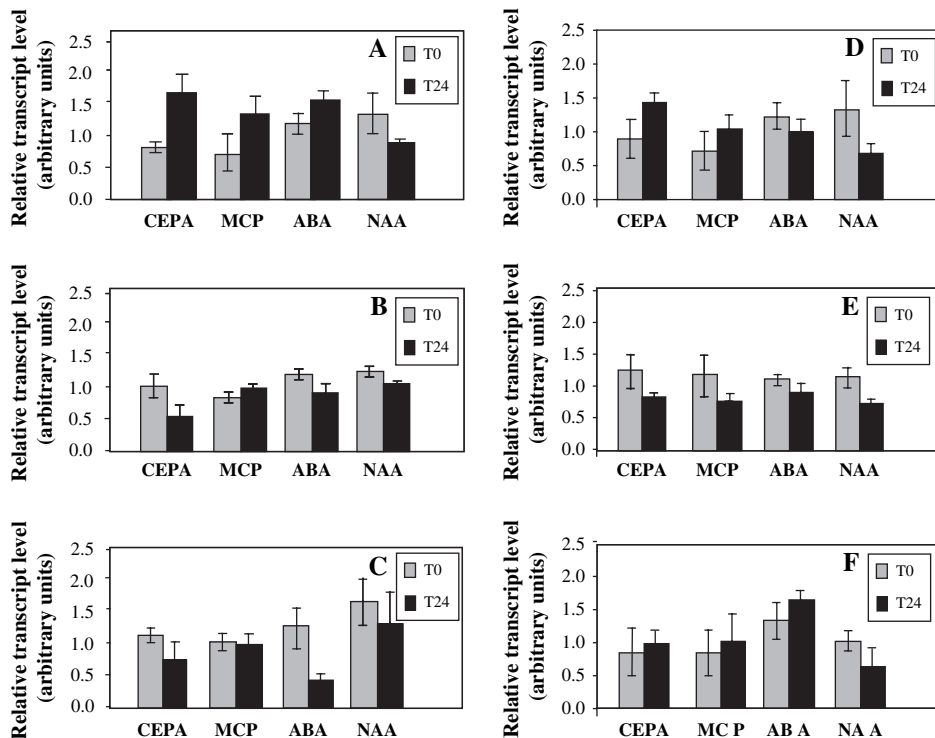 Relative transcript level
(arbitrary units)
2.5
2.0
1.5
1.0
0.5
0.0
A
T0
T24
CEPA MCP ABA NAA
Relative transcript level
(arbitrary units)
2.5
2.0
1.5
1.0
0.5
0.0
D
T0
T24
CEPA MCP ABA NAA
Relative transcript level
(arbitrary units)
2.5
2.0
1.5
1.0
0.5
0.0
B
T0
T24
CEPA MCP ABA NAA
Relative transcript level
(arbitrary units)
2.5
2.0
1.5
1.0
0.5
0.0
E
T0
T24
CEPA MCP ABA NAA
Relative transcript level
(arbitrary units)
2.5
2.0
1.5
1.0
0.5
0.0
C
T0
T24
CEPA MCP ABA NAA
Relative transcript level
(arbitrary units)
2.5
2.0
1.5
1.0
0.5
0.0
F
T0
T24
CEPA MC P AB A NA A